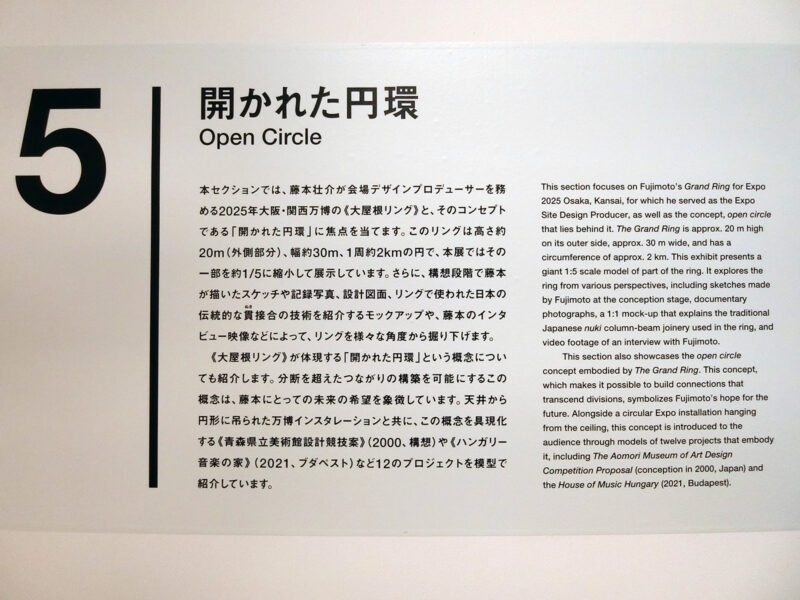 5
開かれた円環
Open Circle
本セクションでは、藤本壮介が会場デザインプロデューサーを務
める2025年大阪・関西万博の《大屋根リング》と、そのコンセプト
である「開かれた円環」に焦点を当てます。このリングは高さ約
20m（外側部分）、幅約30m、1周約2kmの円で、本展ではその
一部を約1/5に縮小して展示しています。さらに、構想段階で藤本
が描いたスケッチや記録写真、設計図面、リングで使われた日本の
伝統的な貫接合の技術を紹介するモックアップや、藤本のインタ
ビュー映像などによって、リングを様々な角度から掘り下げます。
《大屋根リング》が体現する「開かれた円環」という概念につい
ても紹介します。分断を超えたつながりの構築を可能にするこの
概念は、藤本にとっての未来の希望を象徴しています。天井から
円形に吊られた万博インスタレーションと共に、この概念を具現化
する《青森県立美術館設計競技案》（2000、構想）や《ハンガリー
音楽の家》（2021、ブダペスト）など12のプロジェクトを模型で
紹介しています。
This section focuses on Fujimoto's Grand Ring for Expo
2025 Osaka, Kansai, for which he served as the Expo
Site Design Producer, as well as the concept, open circle
that lies behind it. The Grand Ring is approx. 20 m high
on its outer side, approx. 30 m wide, and has a
circumference of approx. 2 km. This exhibit presents a
giant 1:5 scale model of part of the ring. It explores the
ring from various perspectives, including sketches made
by Fujimoto at the conception stage, documentary
photographs, a 1:1 mock-up that explains the traditional
Japanese nuki column-beam joinery used in the ring, and
video footage of an interview with Fujimoto.
This section also showcases the open circle
concept embodied by The Grand Ring. This concept,
which makes it possible to build connections that
transcend divisions, symbolizes Fujimoto's hope for the
future. Alongside a circular Expo installation hanging
from the ceiling, this concept is introduced to the
audience through models of twelve projects that embody
it, including The Aomori Museum of Art Design
Competition Proposal (conception in 2000, Japan) and
the House of Music Hungary (2021, Budapest).